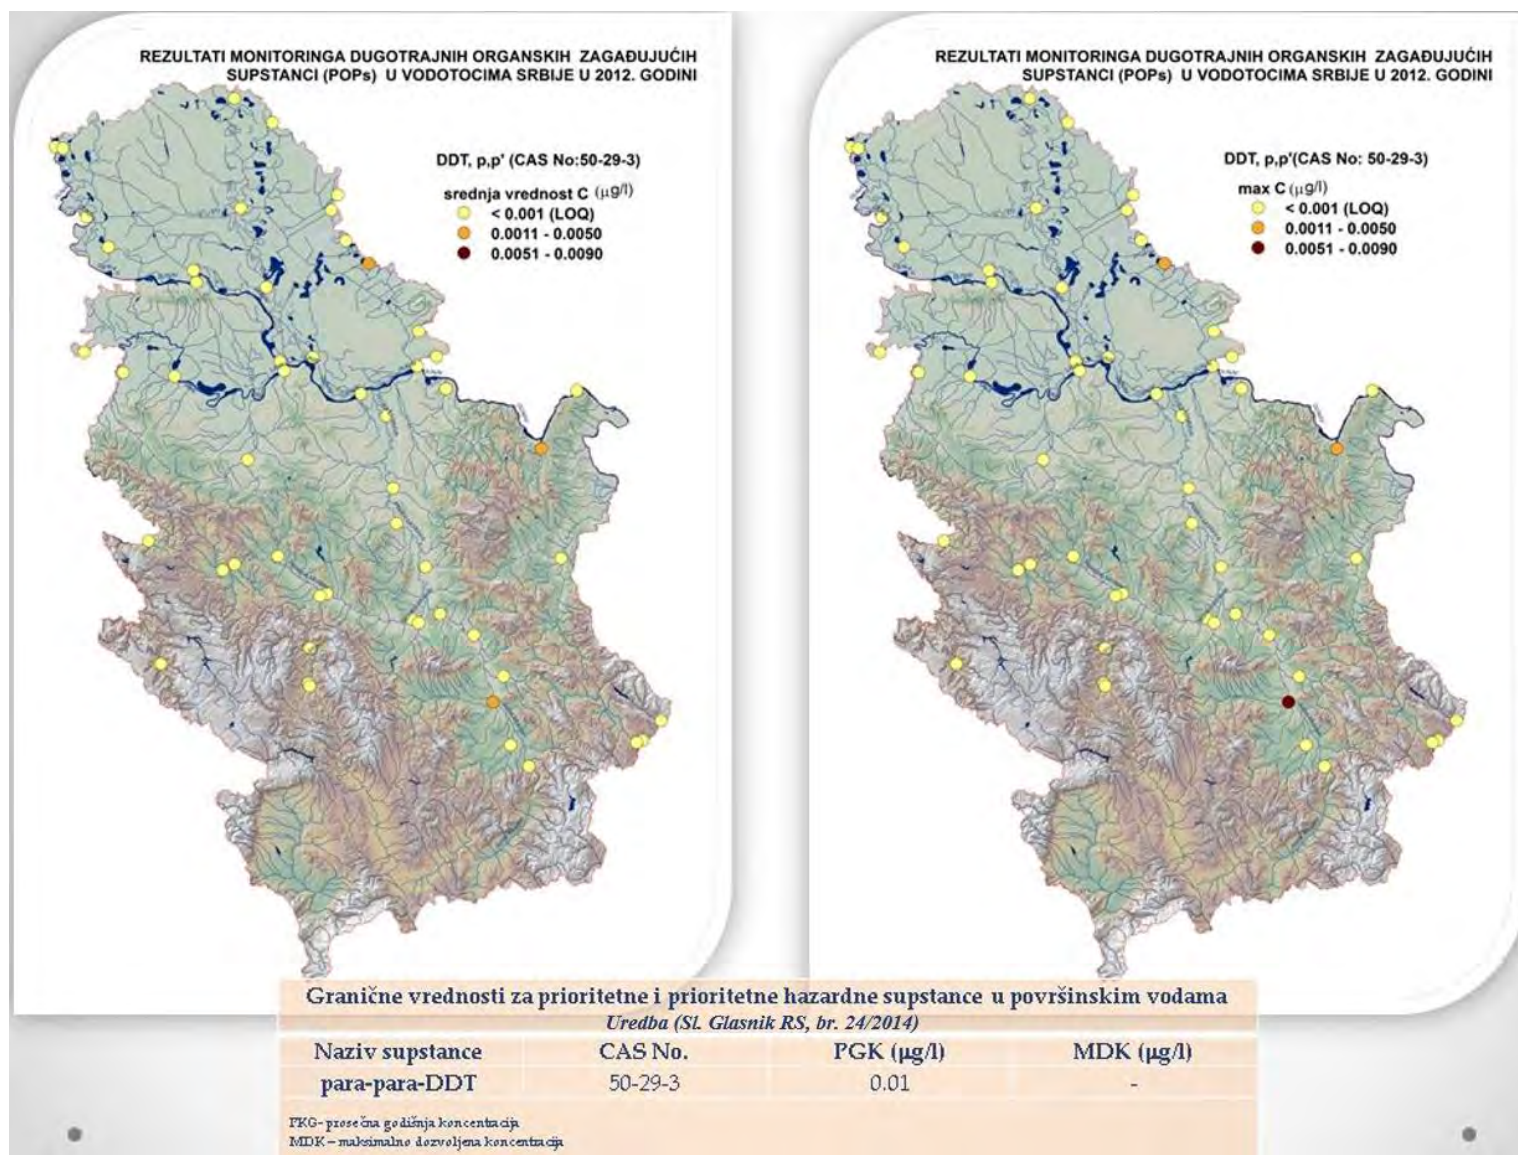 REZULTATI MONITORINGA DUGOTRAJNIH ORGANSKIH ZAGAĐUJUĆIH
SUPSTANCI (POPs) U VODOTOCIMA SRBIJE U 2012. GODINI
DDT, p,p' (CAS No:50-29-3)
srednja vrednost C (µg/l)
< 0.001 (LOQ)
0.0011 - 0.0050
0.0051 - 0.0090
REZULTATI MONITORINGA DUGOTRAJNIH ORGANSKIH ZAGAĐUJUĆIH
SUPSTANCI (POPs) U VODOTOCIMA SRBIJE U 2012. GODINI
DDT, p,p'(CAS No: 50-29-3)
max C (µg/l)
< 0.001 (LOQ)
0.0011 - 0.0050
0.0051 - 0.0090
Granične vrednosti za prioritetne i prioritetne hazardne supstance u površinskim vodama
Uredba (Sl. Glasnik RS, br. 24/2014)
Naziv supstance CAS No. PGK (µg/l) MDK (µg/l)
para-para-DDT 50-29-3 0.01 -
PKG- prosečna godišnja koncentracija
MDK – maksimalno dozvoljena koncentracija